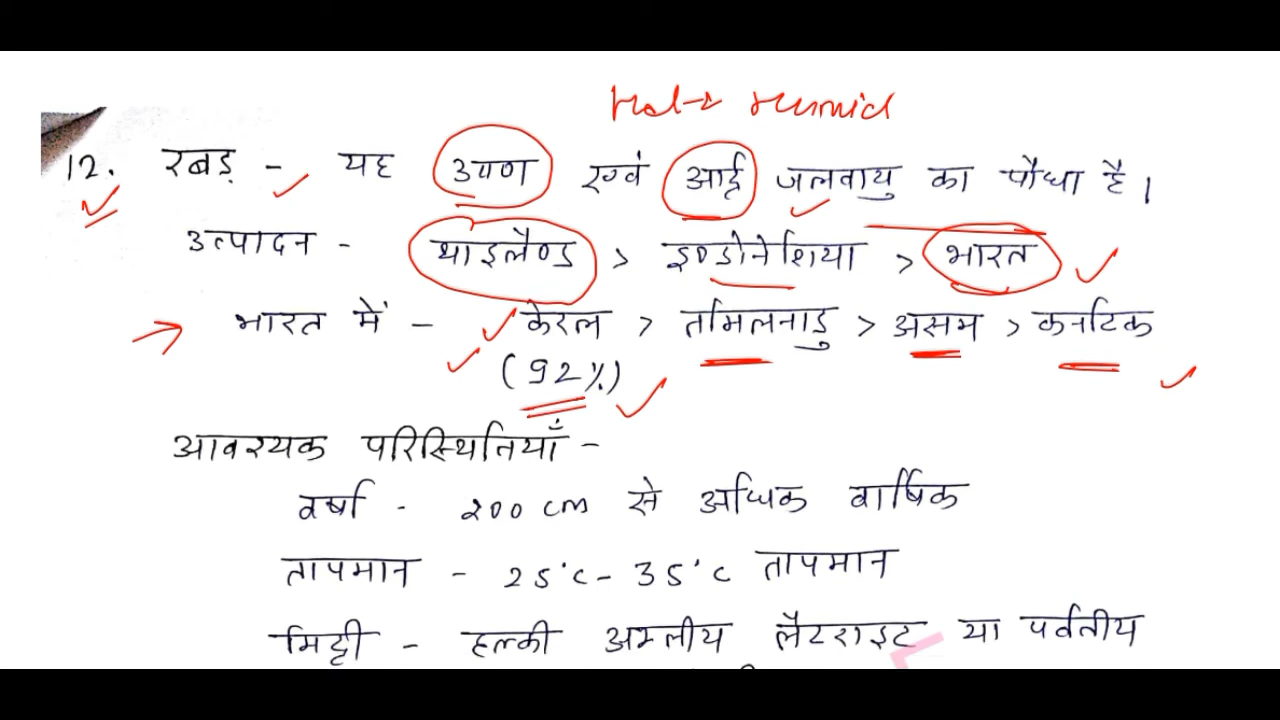 Hot → Humid
12. रबड़ - यह उष्ण एवं आर्द्र जलवायु का पौधा है।
उत्पादन - थाइलैण्ड > इण्डोनेशिया > भारत
भारत में - केरल > तमिलनाडु > असम > कर्नाटक
(92%)
आवश्यक परिस्थितियाँ -
वर्षा - 200 cm से अधिक वार्षिक
तापमान - 25°C - 35°C तापमान
मिट्टी - हल्की अम्लीय लैटराइट या पर्वतीय